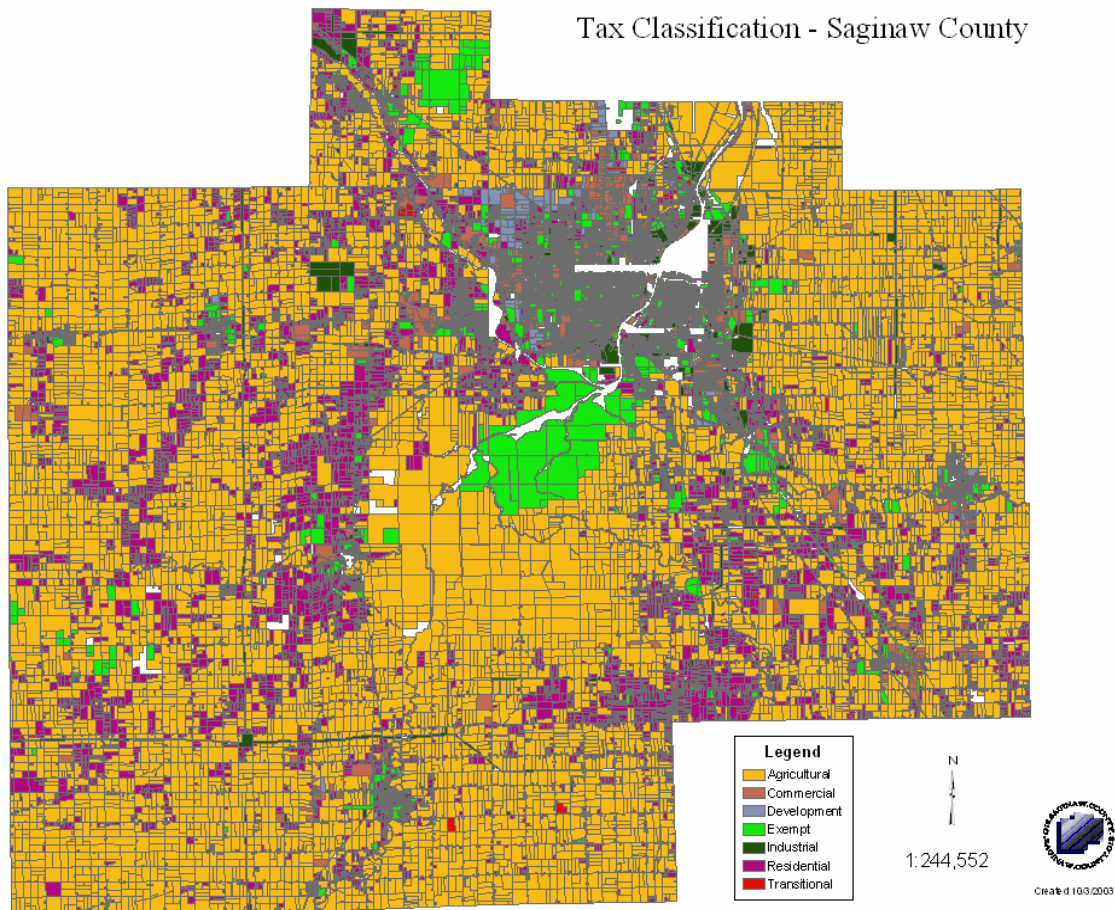 Tax Classification - Saginaw County
Legend
Agricultural
Commercial
Development
Exempt
Industrial
Residential
Transitional
N
1:244,552
Created 10/3/2003